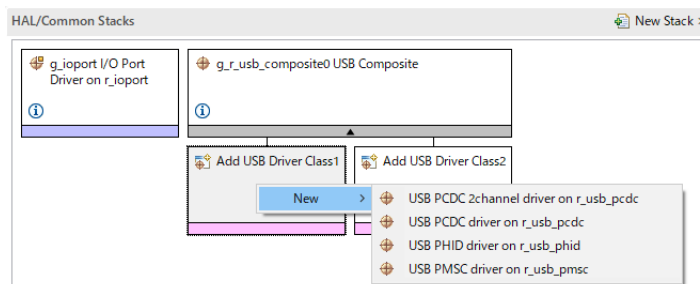 HAL/Common Stacks
New Stack >
g_ioport I/O Port
Driver on r_ioport
g_r_usb_composite0 USB Composite
Add USB Driver Class1
Add USB Driver Class2
New >
USB PCDC 2channel driver on r_usb_pcdc
USB PCDC driver on r_usb_pcdc
USB PHID driver on r_usb_phid
USB PMSC driver on r_usb_pmsc